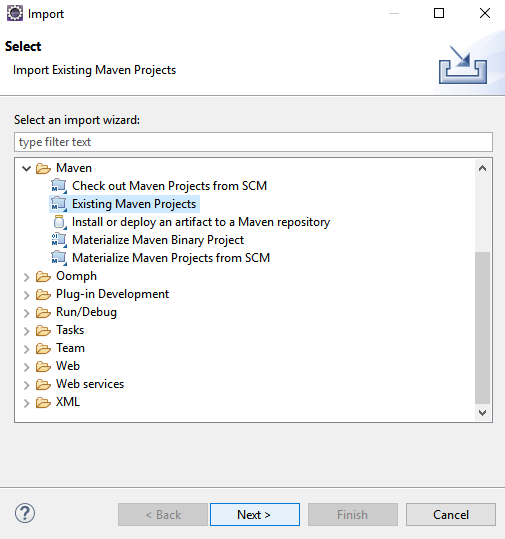 Import
Select
Import Existing Maven Projects
Select an import wizard:
type filter text
Maven
Check out Maven Projects from SCM
Existing Maven Projects
Install or deploy an artifact to a Maven repository
Materialize Maven Binary Project
Materialize Maven Projects from SCM
Oomph
Plug-in Development
Run/Debug
Tasks
Team
Web
Web services
XML
< Back Next > Finish Cancel